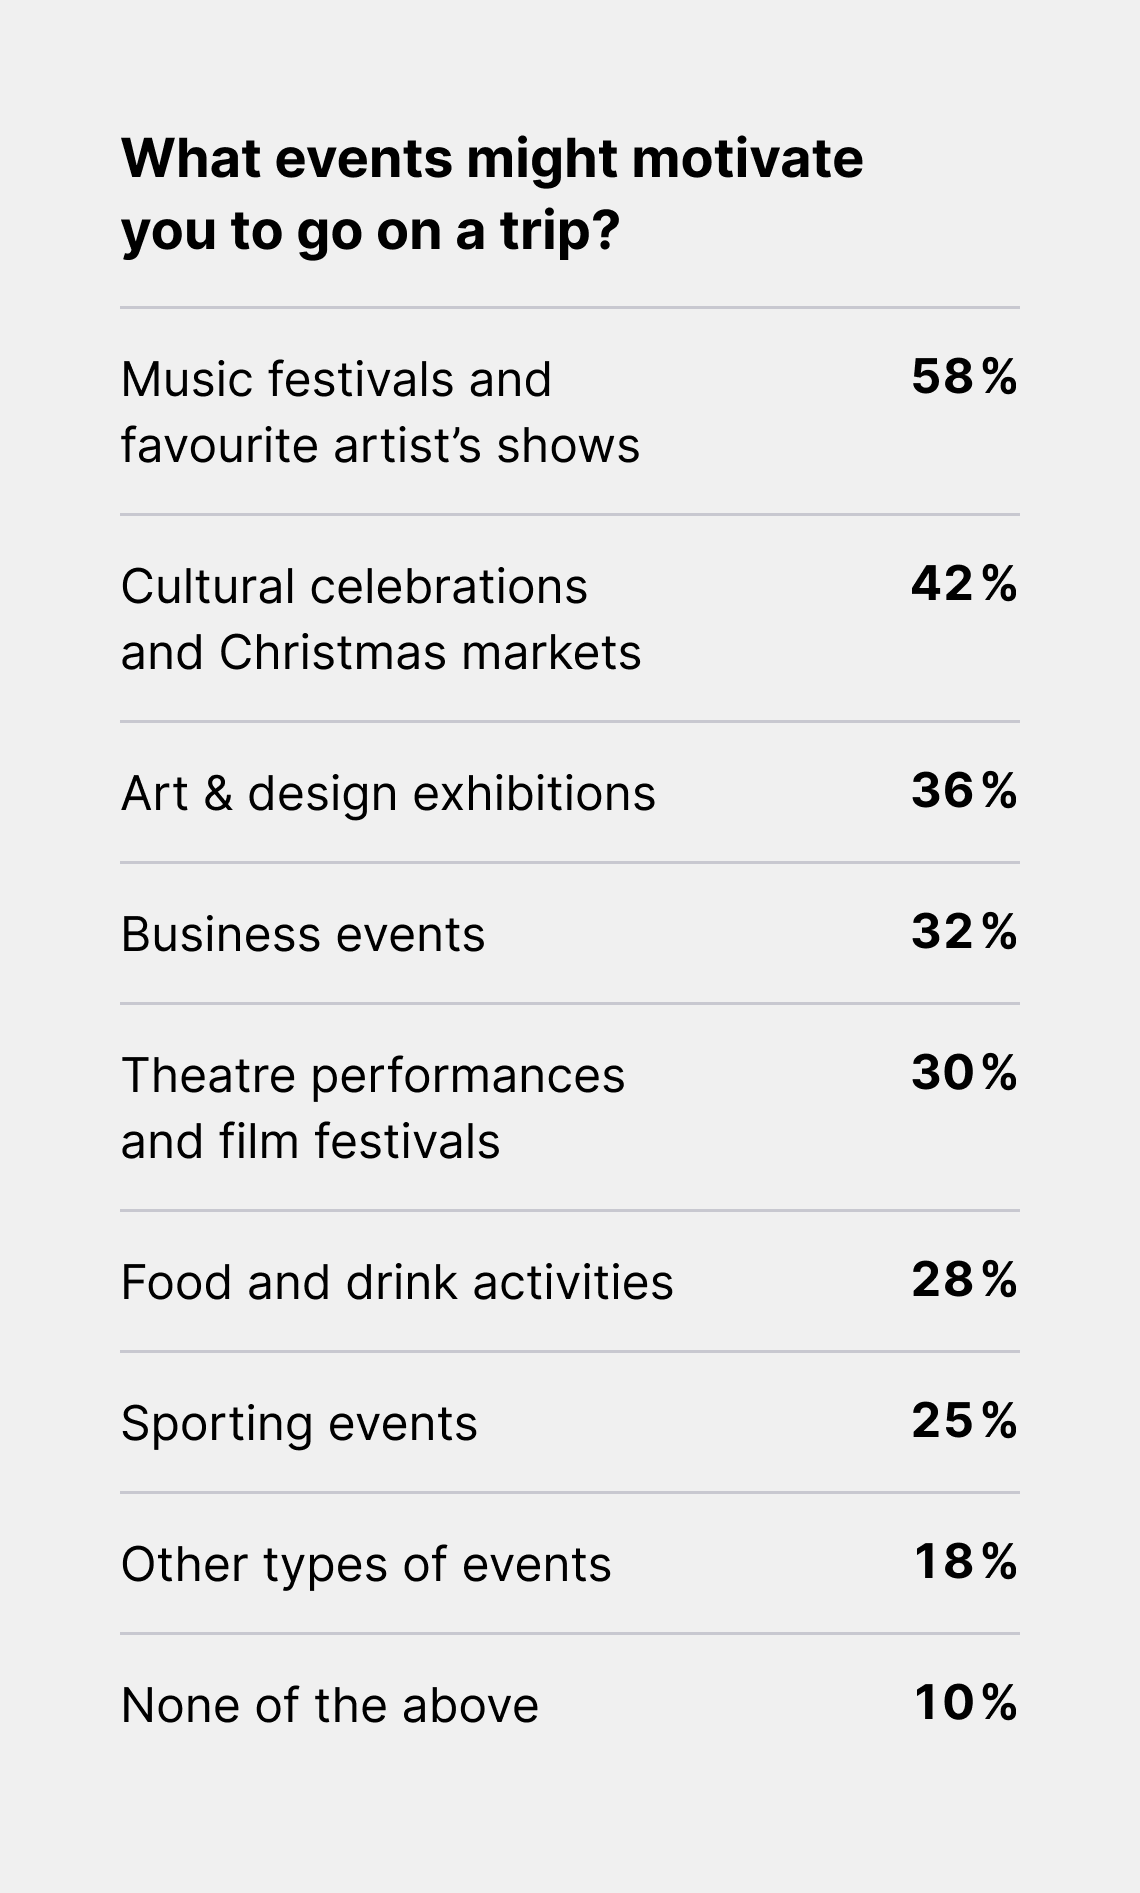 What events might motivate
you to go on a trip?
Music festivals and 58%
favourite artist’s shows
Cultural celebrations 42%
and Christmas markets
Art & design exhibitions 36%
Business events 32%
Theatre performances 30%
and film festivals
Food and drink activities 28%
Sporting events 25%
Other types of events 18%
None of the above 10%